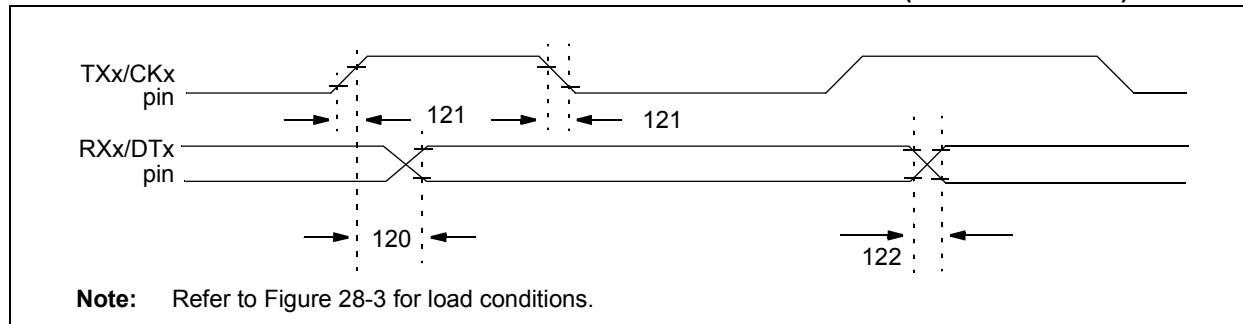 TXx/CKx
pin
121
121
RXx/DTx
pin
120
122
Note: Refer to Figure 28-3 for load conditions.